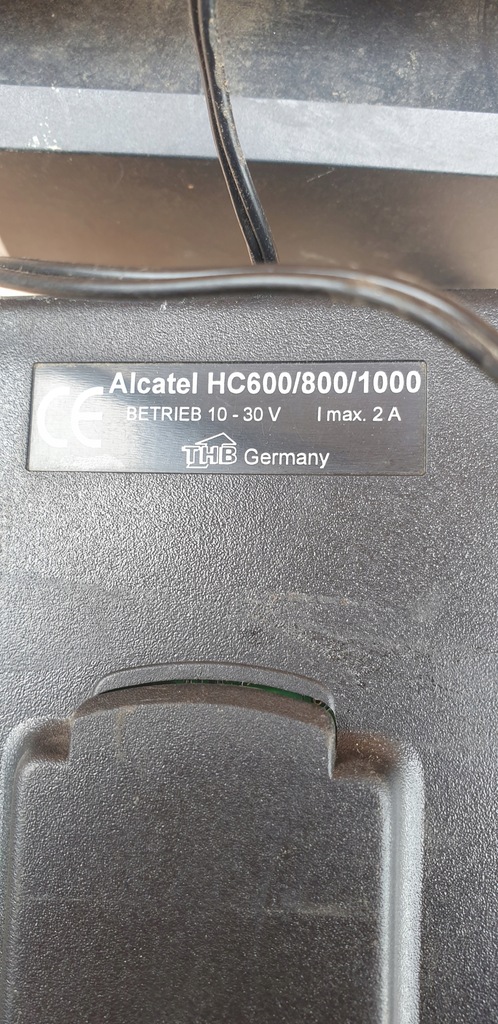 Alcatel HC600/800/1000
CE BETRIEB 10 - 30 V I max. 2 A
THB Germany